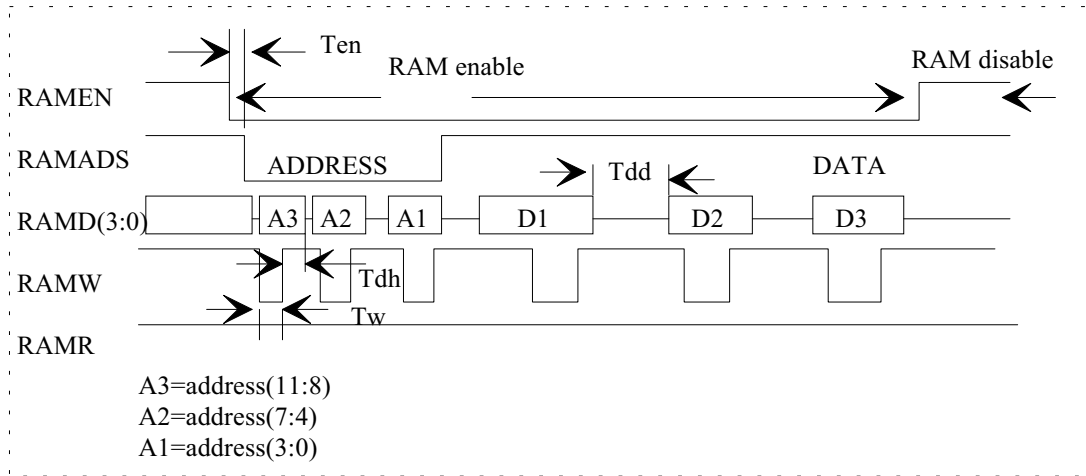 Ten
RAM enable
RAM disable
RAMEN
RAMADS
ADDRESS
Tdd
DATA
RAMD(3:0)
A3
A2
A1
D1
D2
D3
RAMW
Tdh
Tw
RAMR
A3=address(11:8)
A2=address(7:4)
A1=address(3:0)